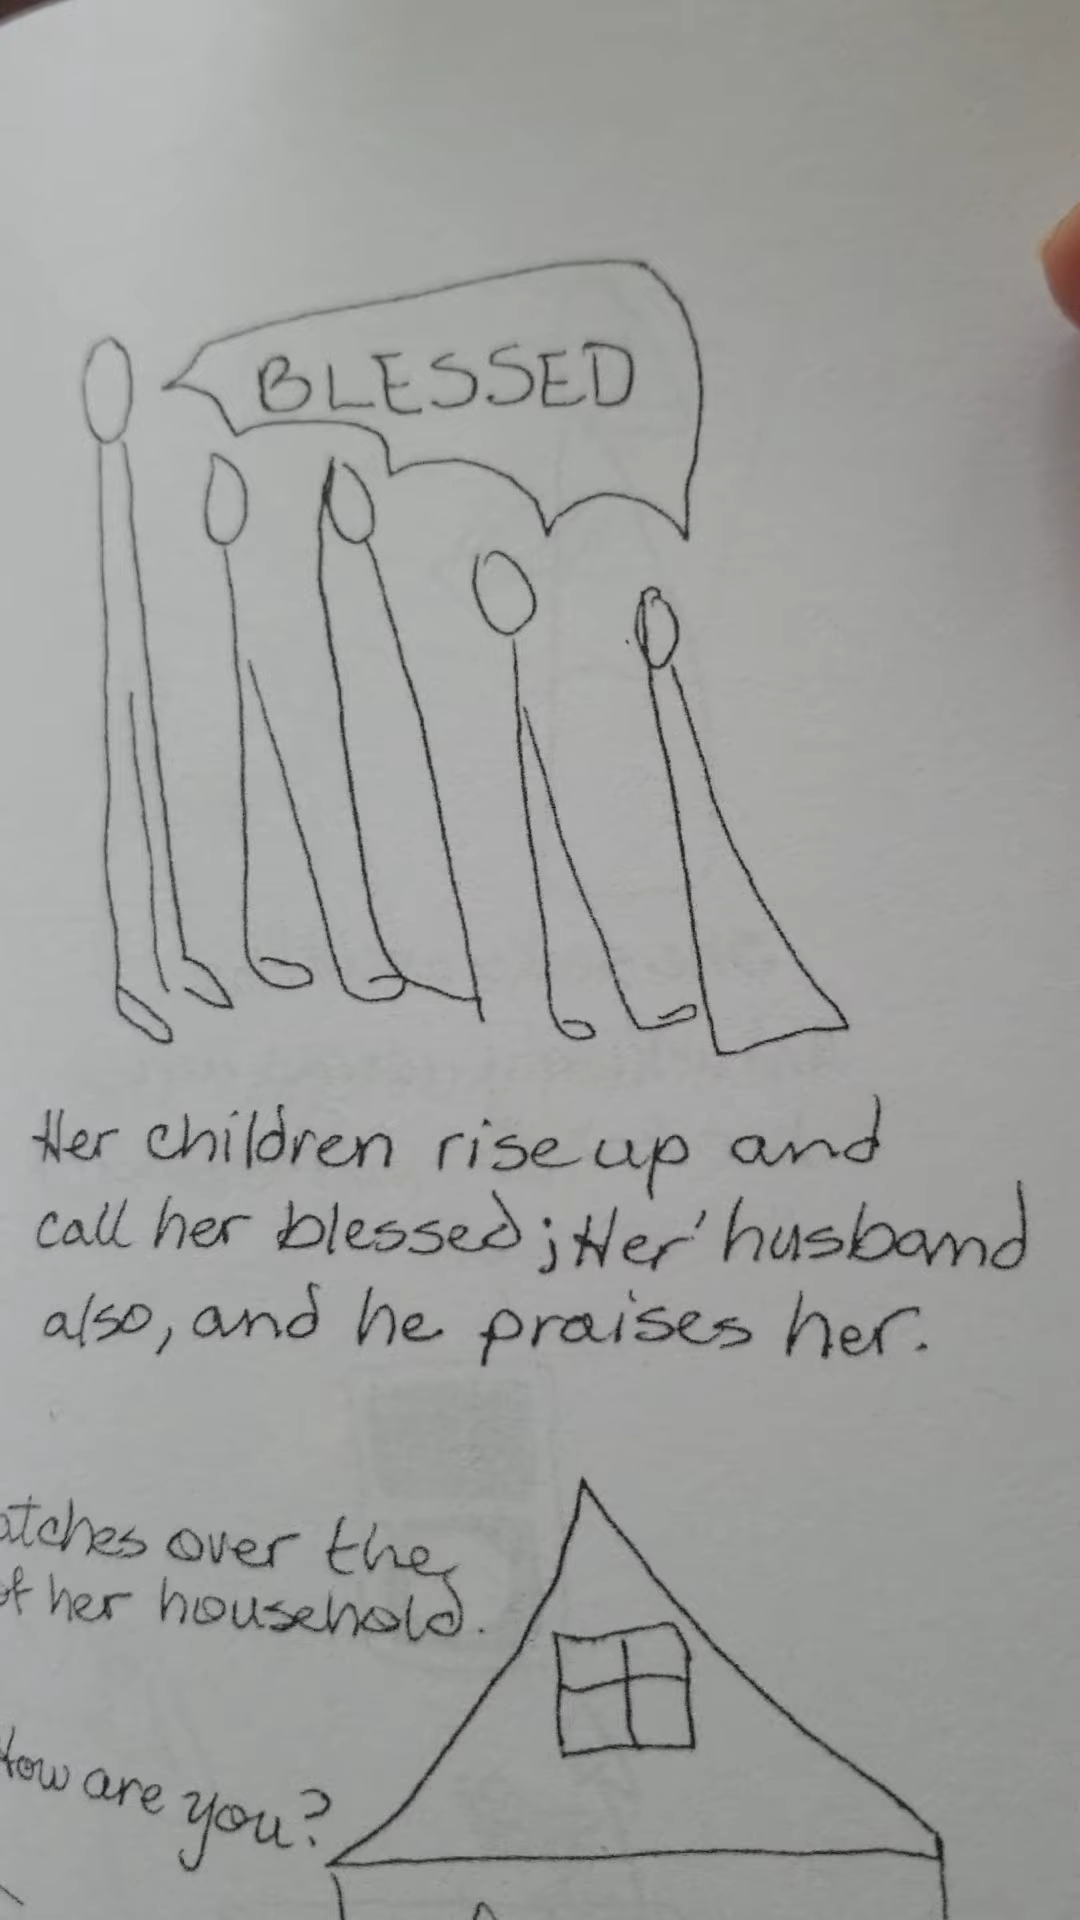 BLESSED
Her children rise up and
call her blessed; Her husband
also, and he praises her.
over the
her household.
How are you?